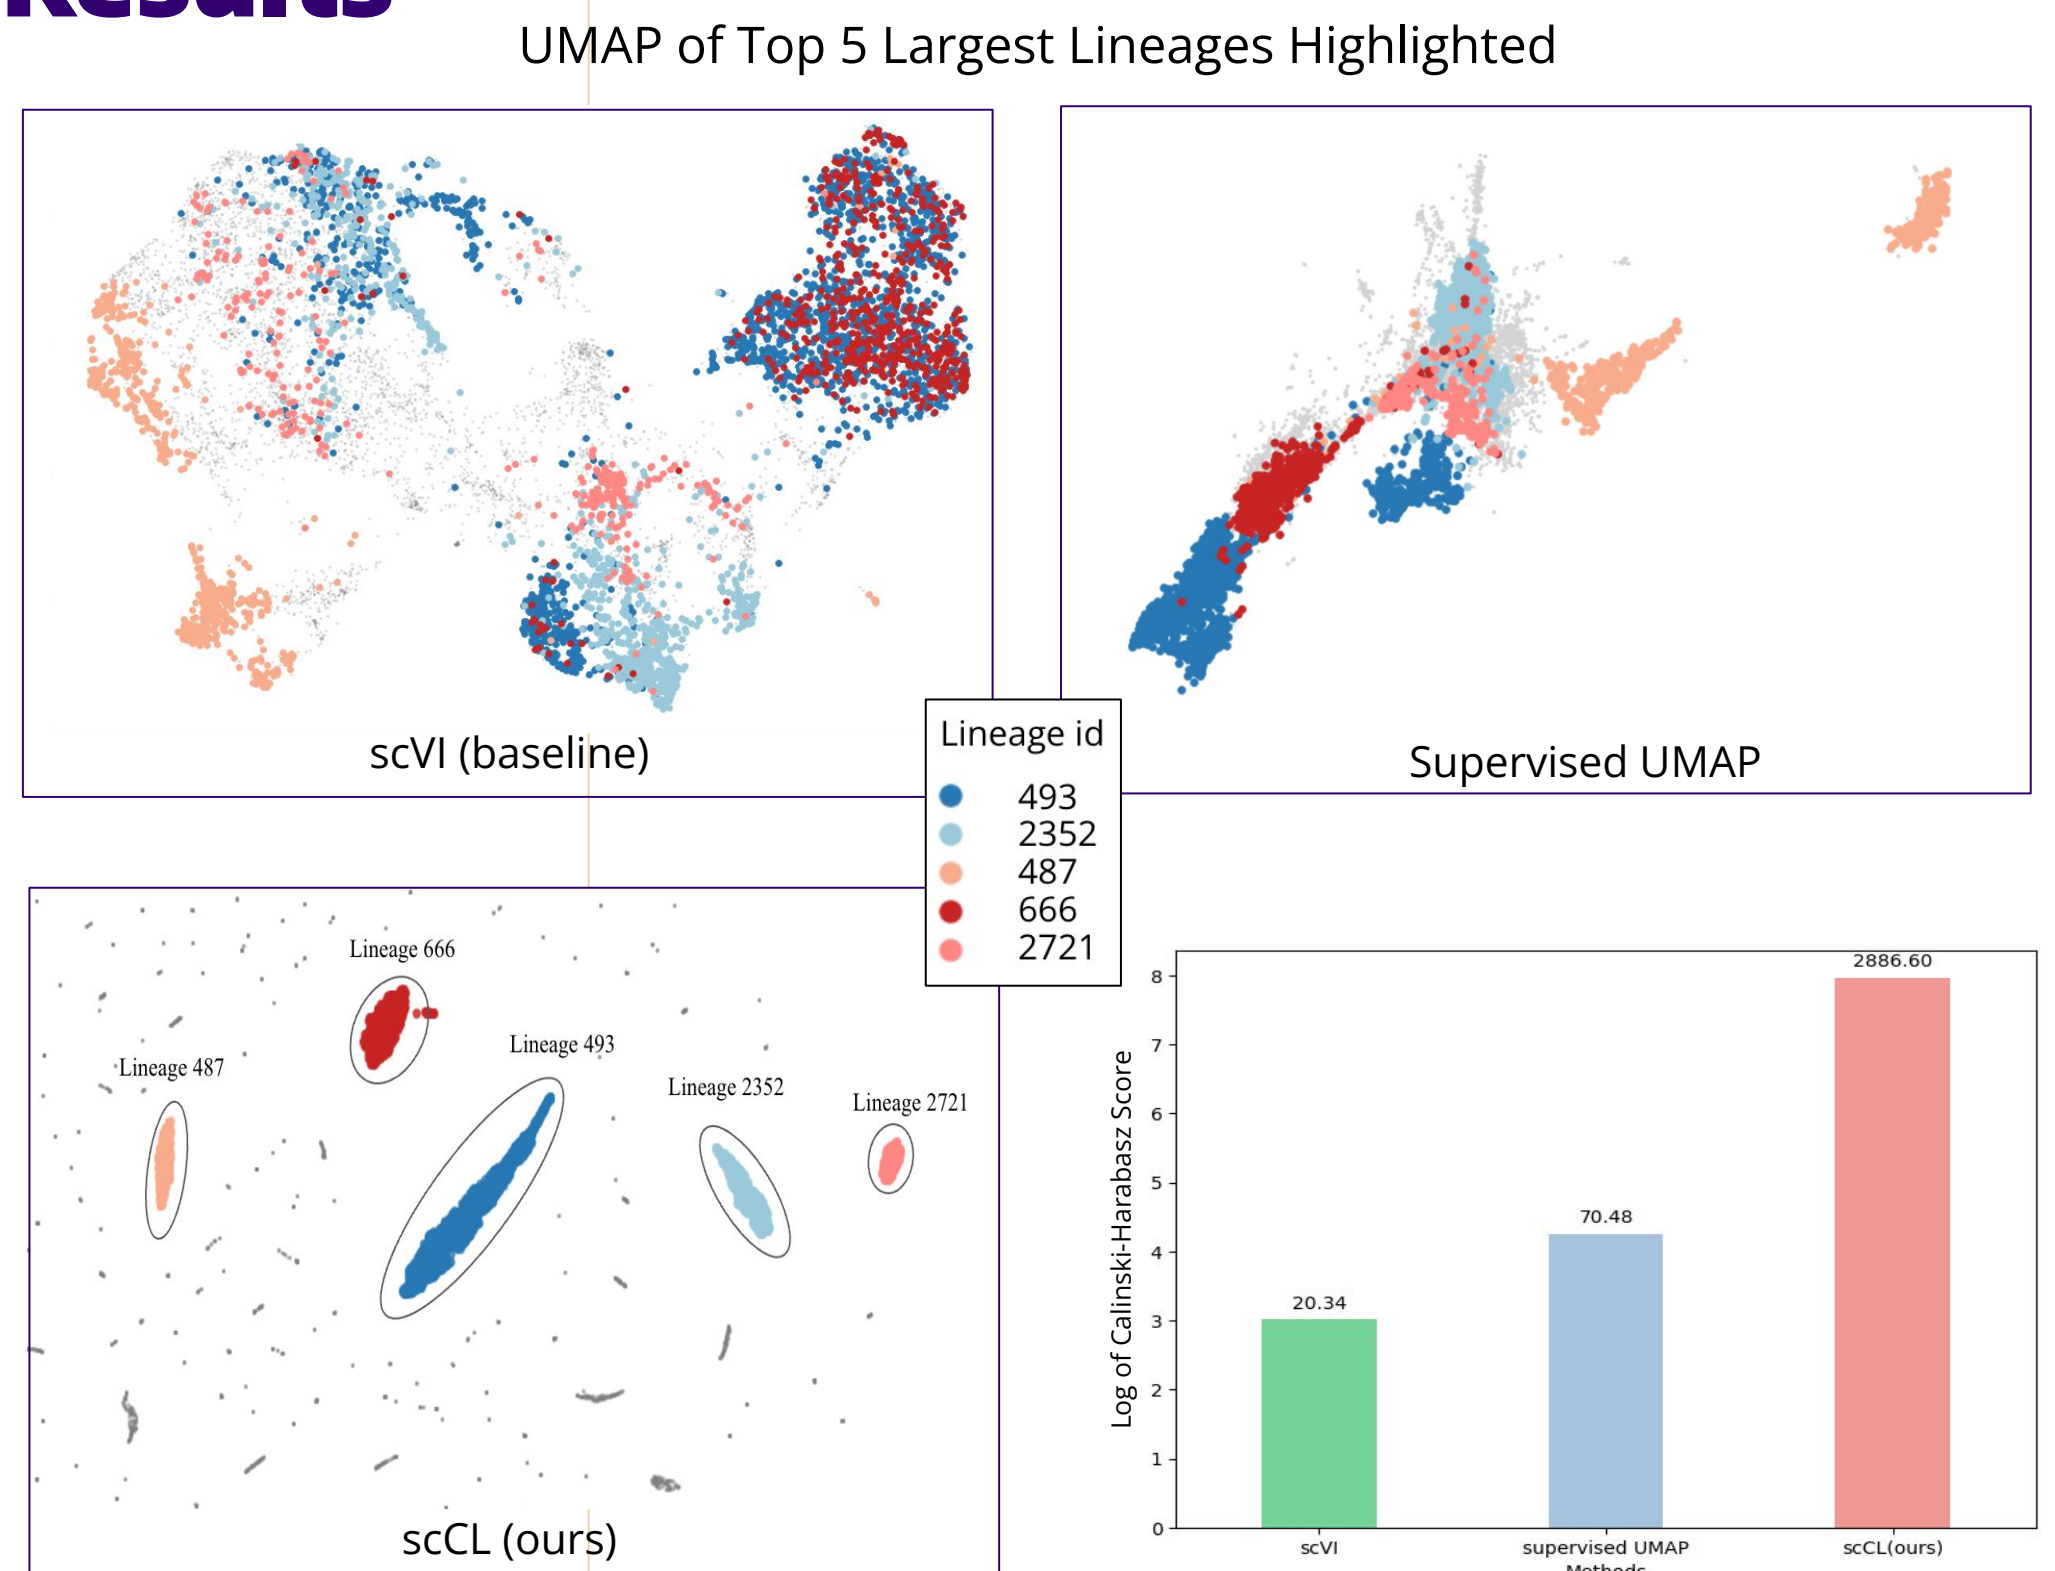 Results
UMAP of Top 5 Largest Lineages Highlighted
scVI (baseline)
Supervised UMAP
Lineage id
493
2352
487
666
2721
Lineage 666
Lineage 493
Lineage 487
Lineage 2352
Lineage 2721
scCL (ours)
Log of Calinski-Harabasz Score
8
7
6
5
4
3
2
1
0
2886.60
70.48
20.34
scVI
supervised UMAP
scCL(ours)
Methods